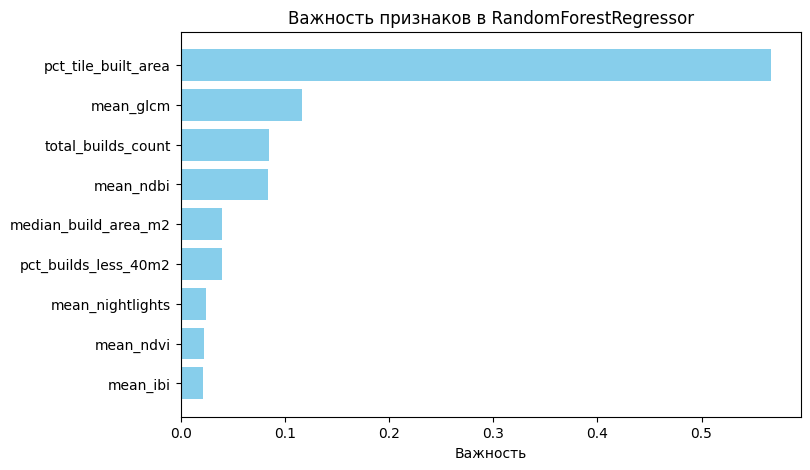 Важность признаков в RandomForestRegressor
pct_tile_built_area
mean_glcm
total_builds_count
mean_ndbi
median_build_area_m2
pct_builds_less_40m2
mean_nightlights
mean_ndvi
mean_ibi
0.0 0.1 0.2 0.3 0.4 0.5
Важность